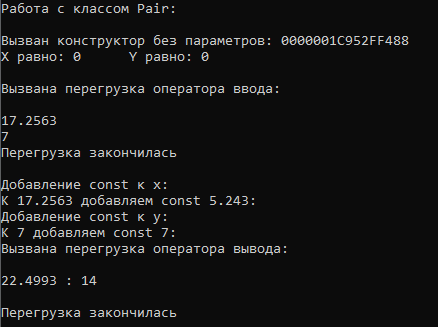 Работа с классом Pair:
Вызван конструктор без параметров: 0000001C952FF488
X равно: 0 Y равно: 0
Вызвана перегрузка оператора ввода:
17.2563
7
Перегрузка закончилась
Добавление const к x:
К 17.2563 добавляем const 5.243:
Добавление const к y:
К 7 добавляем const 7:
Вызвана перегрузка оператора вывода:
22.4993 : 14
Перегрузка закончилась